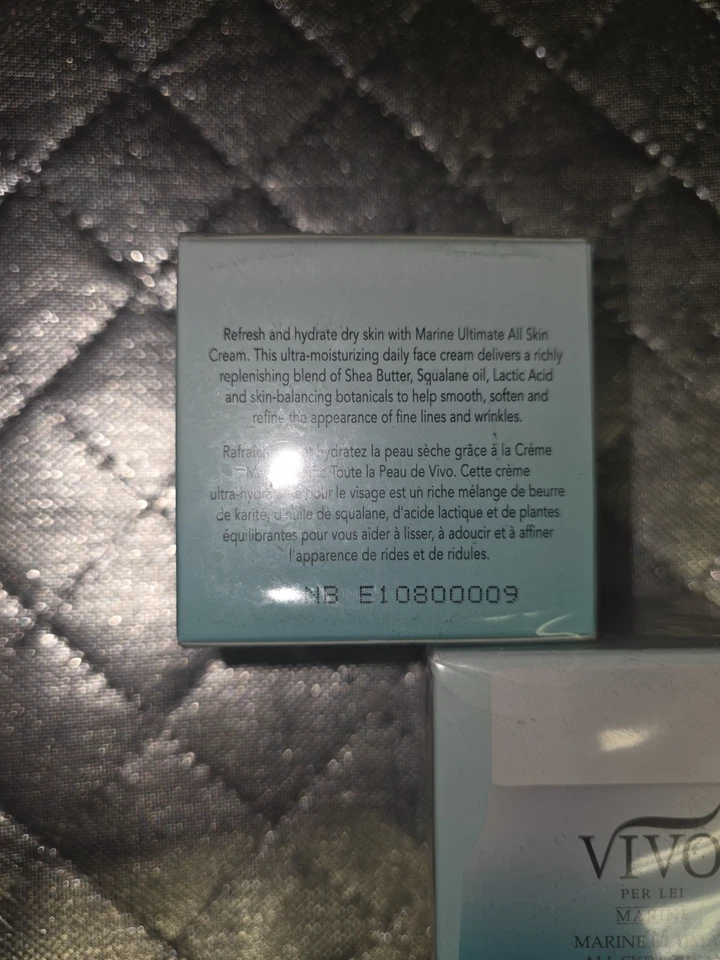 Refresh and hydrate dry skin with Marine Ultimate All Skin
Cream. This ultra-moisturizing daily face cream delivers a richly
replenishing blend of Shea Butter, Squalane oil, Lactic Acid
and skin-balancing botanicals to help smooth, soften and
refine the appearance of fine lines and wrinkles.
hydratez la peau sèche grâce à la Crème
Toute la Peau de Vivo. Cette crème
pour le visage est un riche mélange de beurre
de karité, d'huile de squalane, d'acide lactique et de plantes
équilibrantes pour vous aider à lisser, à adoucir et à affiner
l'apparence de rides et de ridules.
NB E10800009
VIVO
PER LEI
MARINE
MARINE